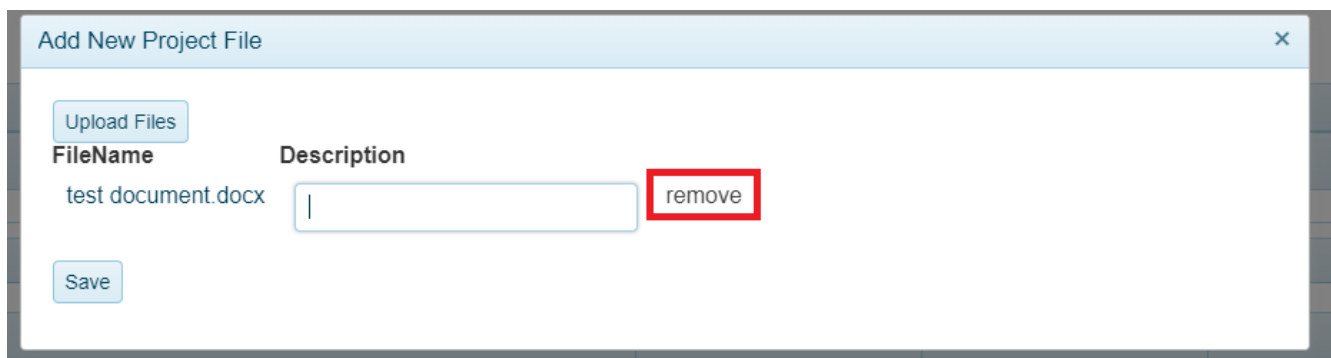 Add New Project File ×
Upload Files
FileName Description
test document.docx remove
Save